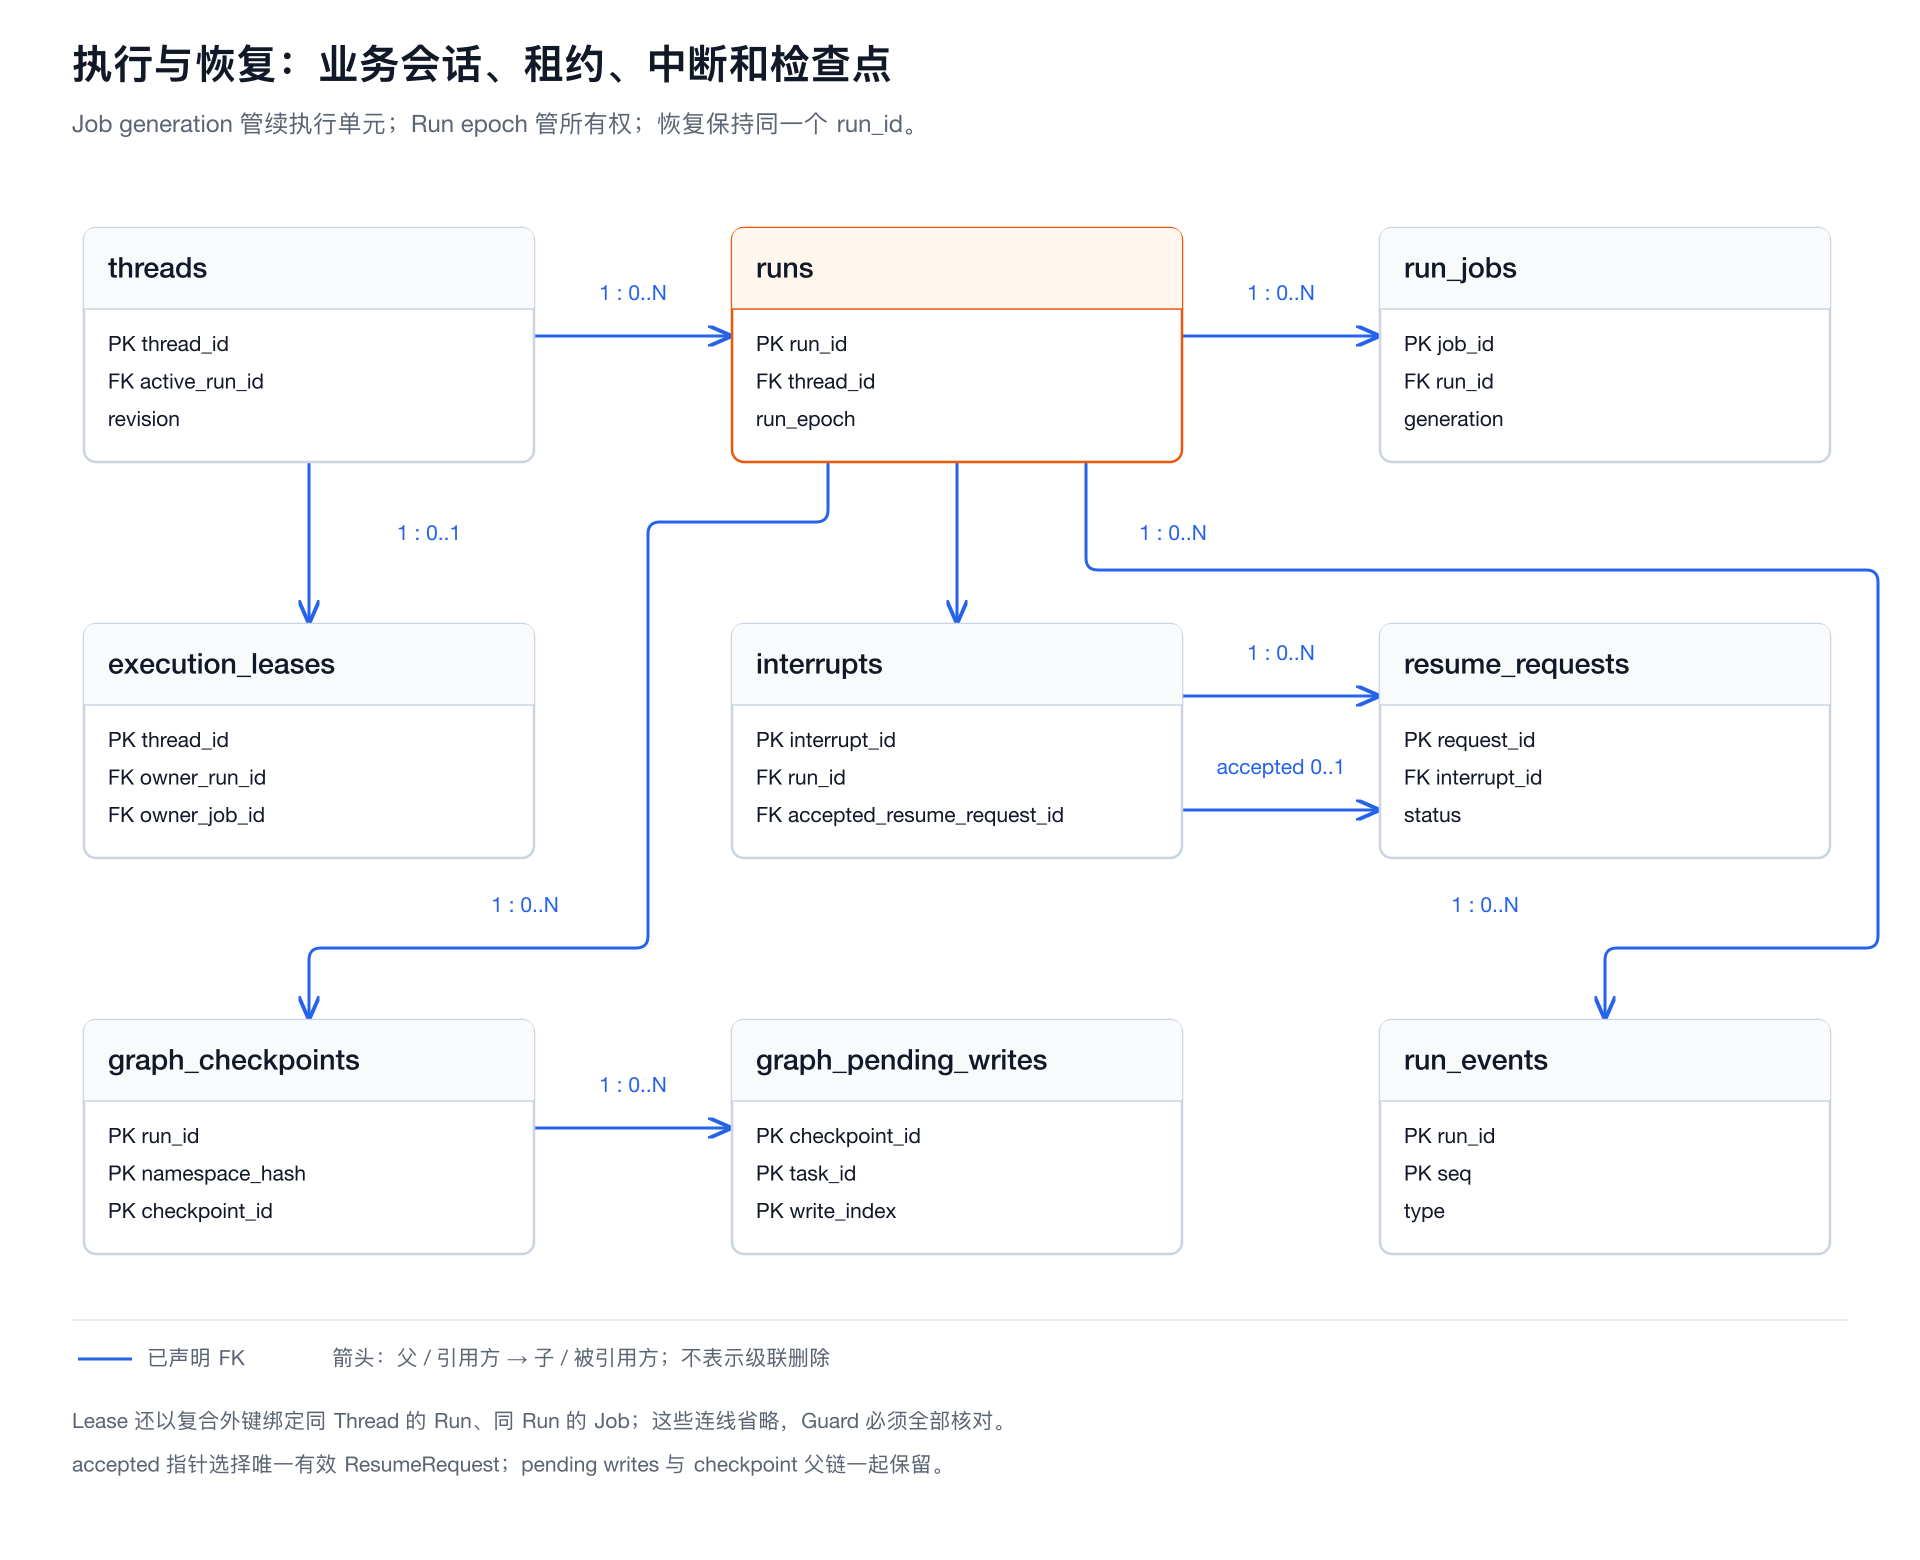 执行与恢复：业务会话、租约、中断和检查点
Job generation 管续执行单元；Run epoch 管所有权；恢复保持同一个 run_id。
threads
PK thread_id
FK active_run_id
revision
1 : 0..N
runs
PK run_id
FK thread_id
run_epoch
1 : 0..N
run_jobs
PK job_id
FK run_id
generation
1 : 0..1
1 : 0..N
execution_leases
PK thread_id
FK owner_run_id
FK owner_job_id
interrupts
PK interrupt_id
FK run_id
FK accepted_resume_request_id
1 : 0..N
accepted 0..1
resume_requests
PK request_id
FK interrupt_id
status
1 : 0..N
1 : 0..N
graph_checkpoints
PK run_id
PK namespace_hash
PK checkpoint_id
1 : 0..N
graph_pending_writes
PK checkpoint_id
PK task_id
PK write_index
run_events
PK run_id
PK seq
type
已声明 FK
箭头：父 / 引用方 → 子 / 被引用方；不表示级联删除
Lease 还以复合外键绑定同 Thread 的 Run、同 Run 的 Job；这些连线省略，Guard 必须全部核对。
accepted 指针选择唯一有效 ResumeRequest；pending writes 与 checkpoint 父链一起保留。